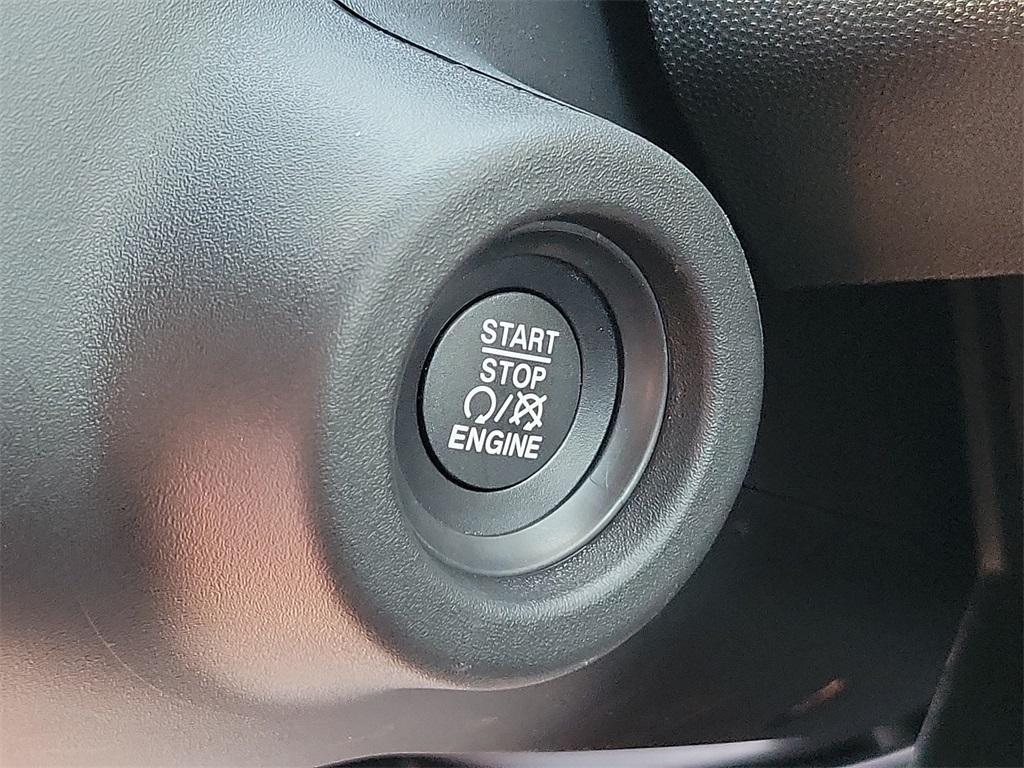 START
STOP
/
ENGINE